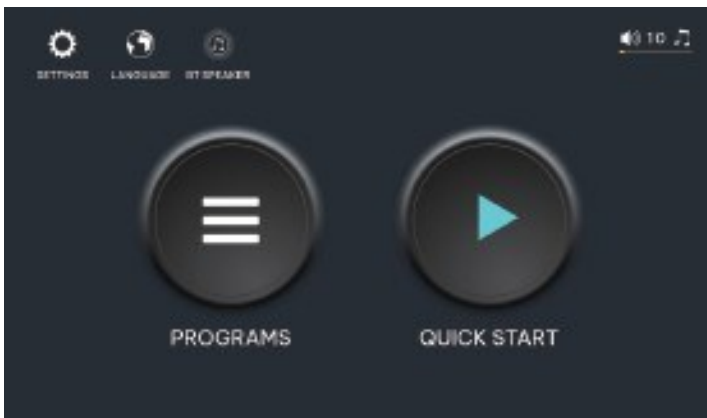 SETTINGS LANGUAGE BT SPEAKER
10
PROGRAMS QUICK START